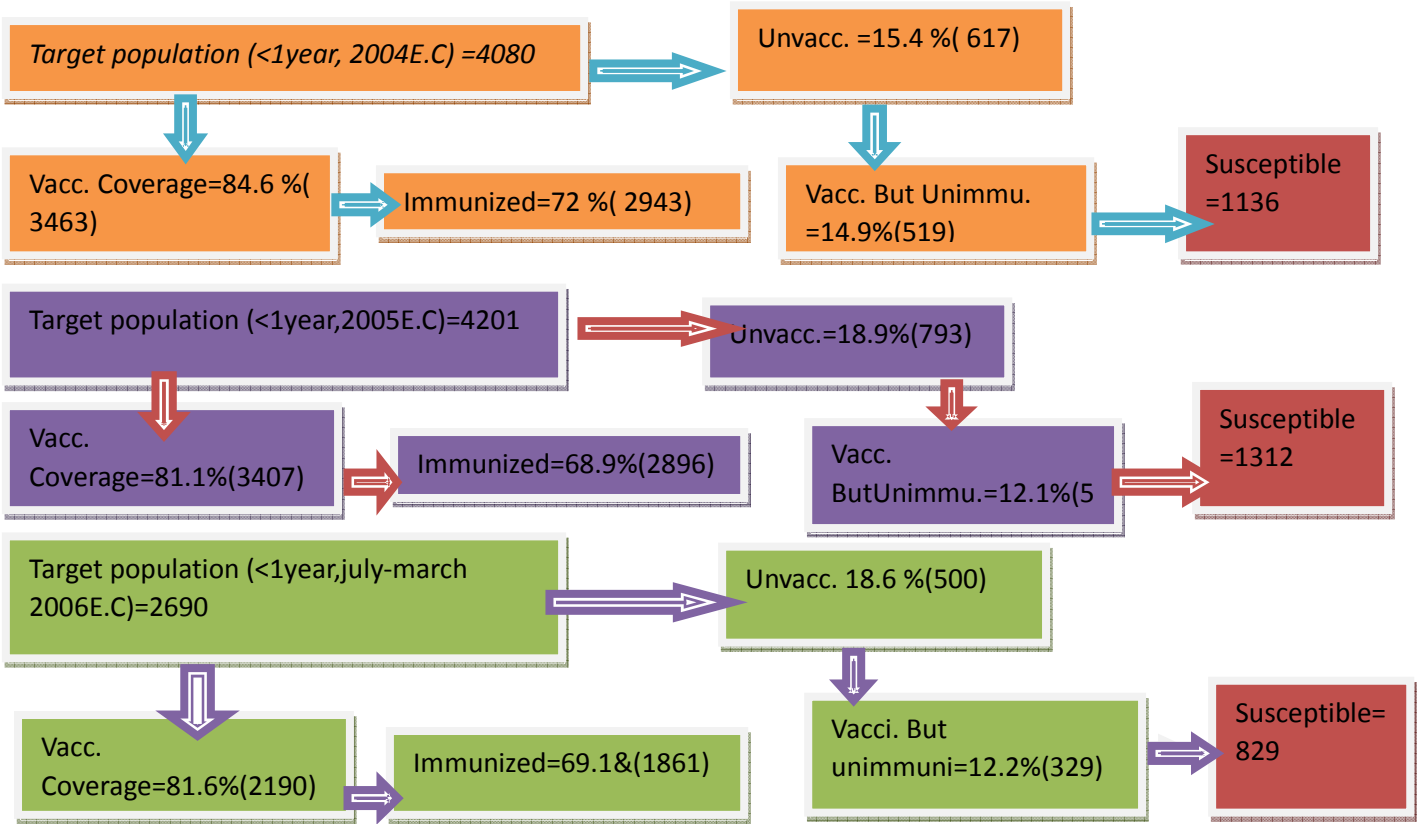 Target population (<1year, 2004E.C) =4080
Unvacc. =15.4 %( 617)
Vacc. Coverage=84.6 %(
3463)
Immunized=72 %( 2943)
Vacc. But Unimmu.
=14.9%(519)
Susceptible
=1136
Target population (<1year,2005E.C)=4201
Unvacc.=18.9%(793)
Vacc.
Coverage=81.1%(3407)
Immunized=68.9%(2896)
Vacc.
ButUnimmu.=12.1%(5
Susceptible
=1312
Target population (<1year,july-march
2006E.C)=2690
Unvacc. 18.6 %(500)
Vacc.
Coverage=81.6%(2190)
Immunized=69.1&(1861)
Vacci. But
unimmuni=12.2%(329)
Susceptible=
829